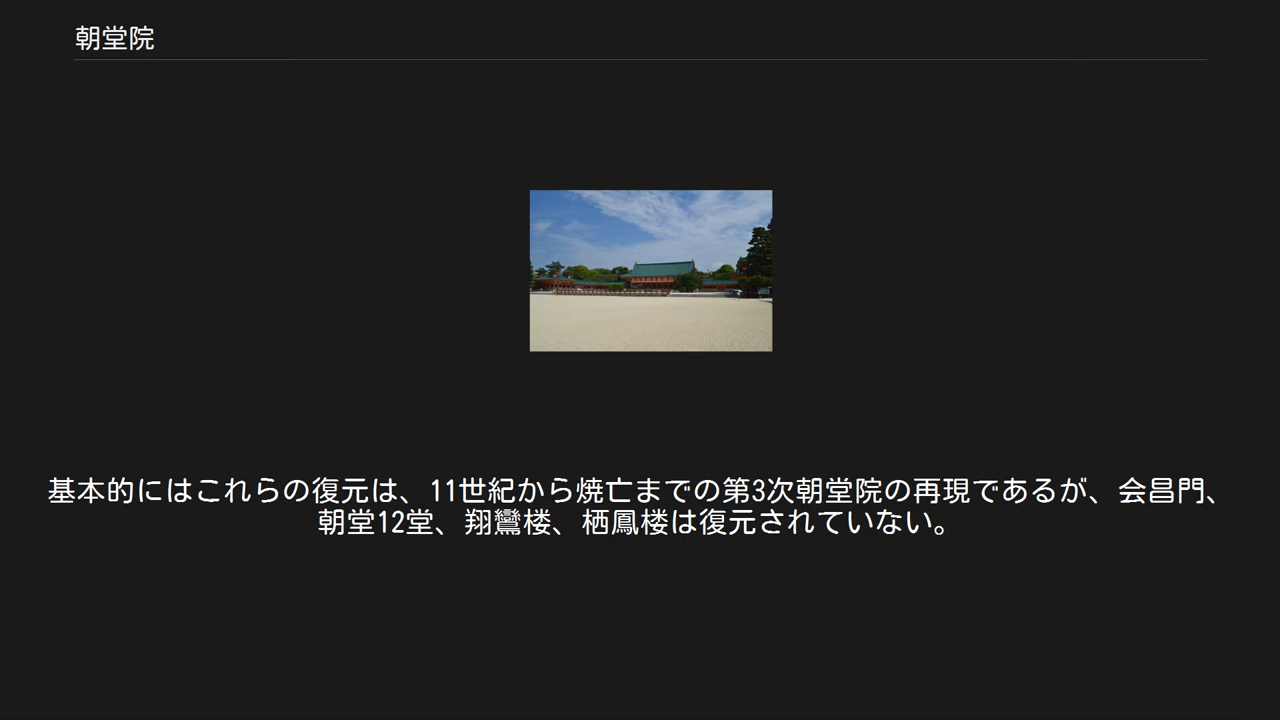 朝堂院
基本的にはこれらの復元は、11世紀から焼亡までの第3次朝堂院の再現であるが、会昌門、
朝堂12堂、翔鸞楼、栖鳳楼は復元されていない。